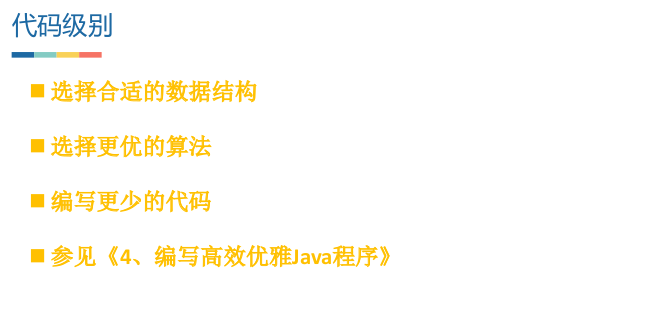 代码级别
选择合适的数据结构
选择更优的算法
编写更少的代码
参见《4、编写高效优雅Java程序》